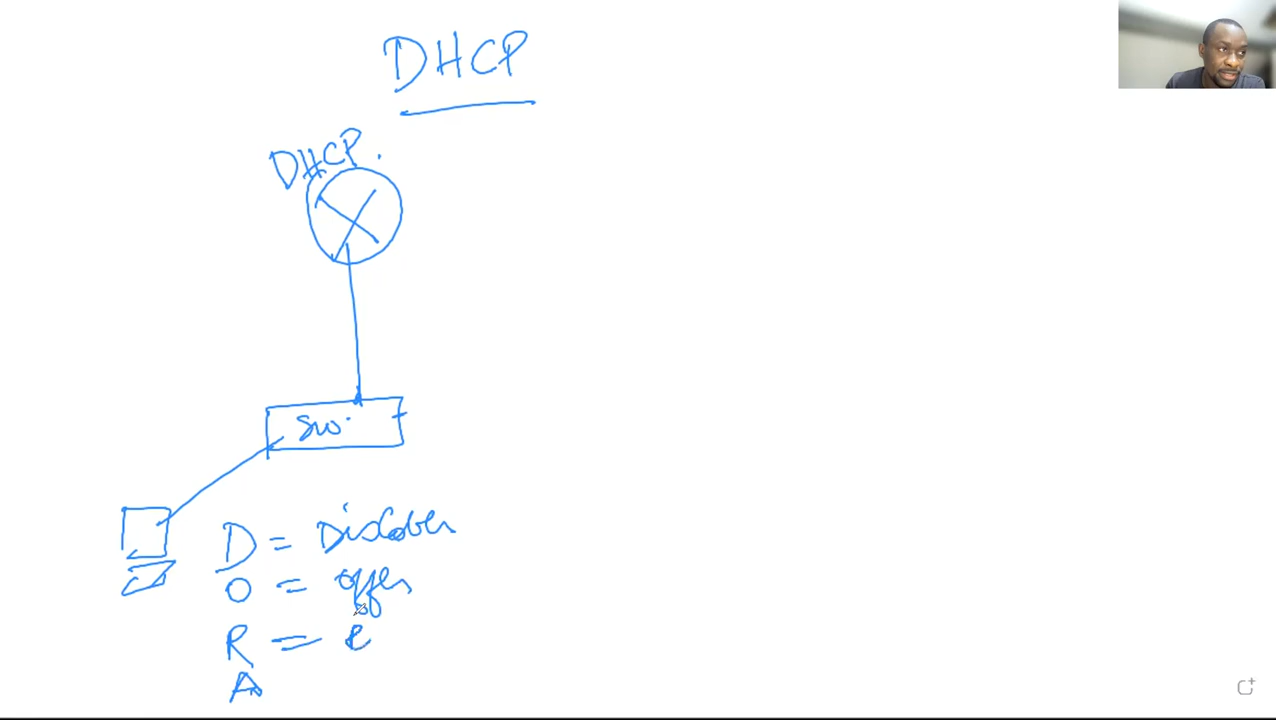 DHCP
DHCP.
Sw.
D = Discover
O = offer
R = R
A